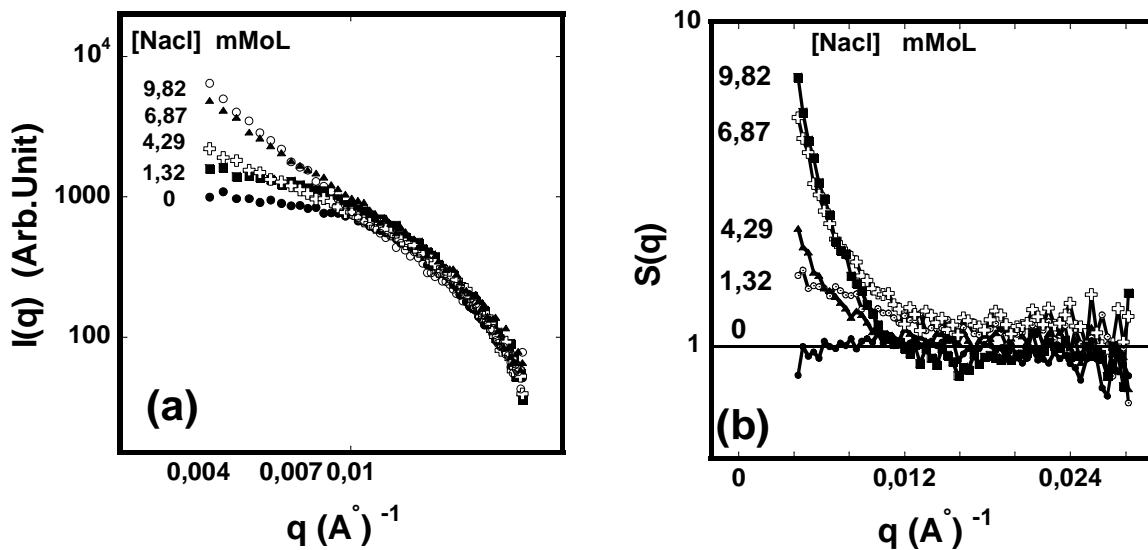 [Nacl] mMoL
10⁴
9,82
6,87
4,29
1,32
0
1000
100
I(q) (Arb.Unit)
(a)
0,004 0,007 0,01
q (A°) ⁻¹
10
[Nacl] mMoL
9,82
6,87
4,29
1,32
0
1
S(q)
(b)
0 0,012 0,024
q (A°) ⁻¹